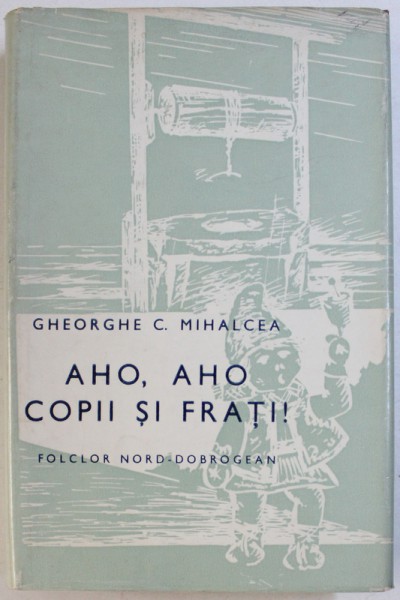 GHEORGHE C. MIHALCEA
AHO, AHO
COPII ȘI FRAȚI!
FOLCLOR NORD-DOBROGEAN